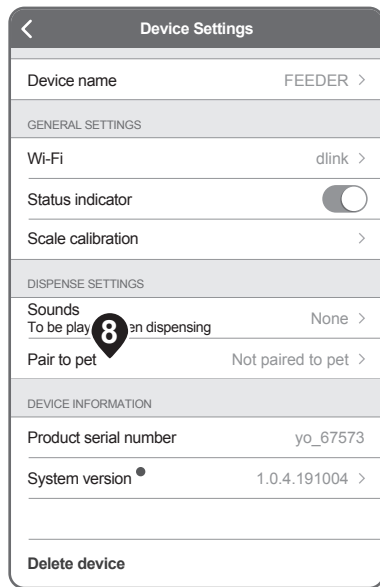 Device Settings
Device name FEEDER >
GENERAL SETTINGS
Wi-Fi dlink >
Status indicator
Scale calibration >
DISPENSE SETTINGS
Sounds None >
To be dispensing
8
Pair to pet Not paired to pet >
DEVICE INFORMATION
Product serial number yo_67573
System version 1.0.4.191004 >
Delete device